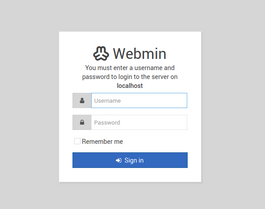 Webmin
You must enter a username and
password to login to the server on
localhost
Username
Password
Remember me
Sign in